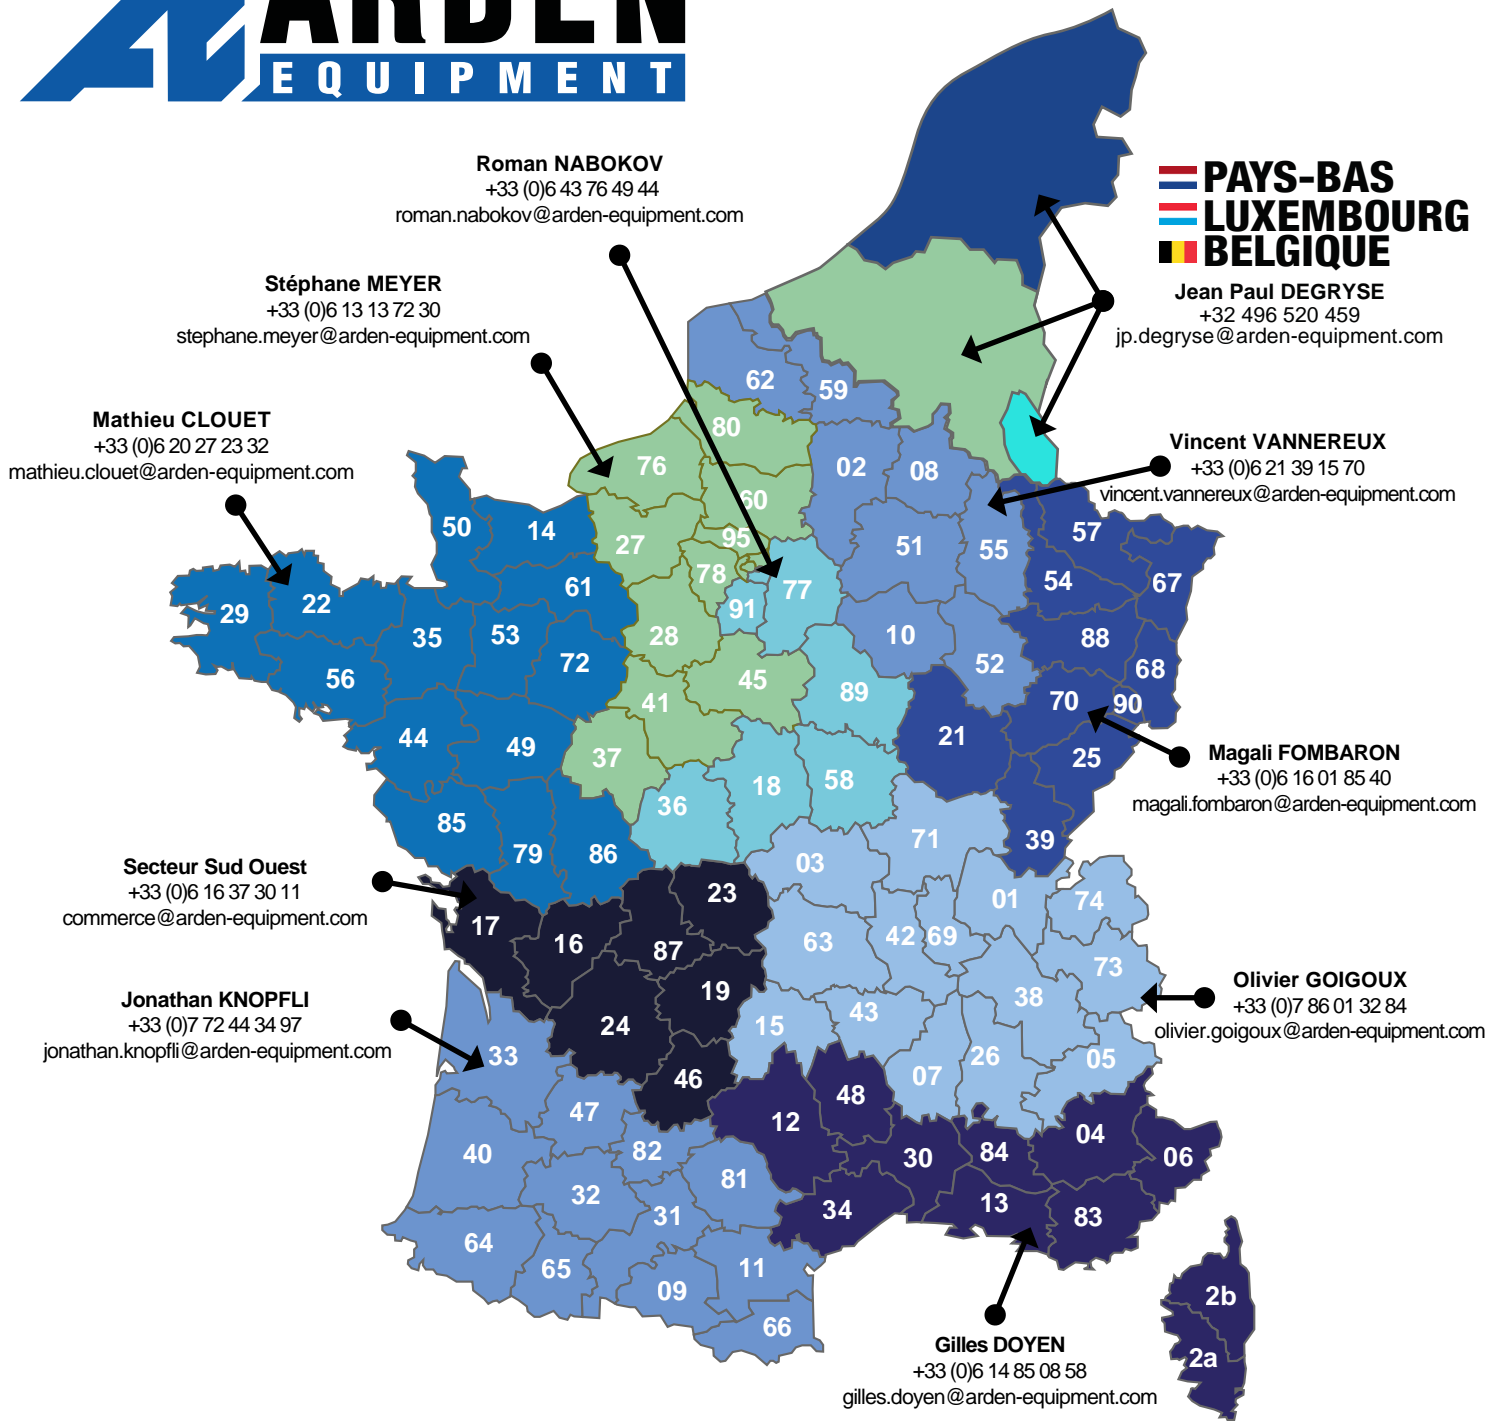 ARDEN
EQUIPMENT
Roman NABOKOV
+33 (0)6 43 76 49 44
roman.nabokov@arden-equipment.com
PAYS-BAS
LUXEMBOURG
BELGIQUE
Jean Paul DEGRYSE
+32 496 520 459
jp.degryse@arden-equipment.com
Stéphane MEYER
+33 (0)6 13 13 72 30
stephane.meyer@arden-equipment.com
Mathieu CLOUET
+33 (0)6 20 27 23 32
mathieu.clouet@arden-equipment.com
Vincent VANNEREUX
+33 (0)6 21 39 15 70
vincent.vannereux@arden-equipment.com
Magali FOMBARON
+33 (0)6 16 01 85 40
magali.fombaron@arden-equipment.com
Secteur Sud Ouest
+33 (0)6 16 37 30 11
commerce@arden-equipment.com
Jonathan KNOPFLI
+33 (0)7 72 44 34 97
jonathan.knopfli@arden-equipment.com
Olivier GOIGOUX
+33 (0)7 86 01 32 84
olivier.goigoux@arden-equipment.com
Gilles DOYEN
+33 (0)6 14 85 08 58
gilles.doyen@arden-equipment.com
62
59
80
76
02
08
60
50
14
27
95
51
55
57
78
77
54
67
29
22
61
91
35
53
28
10
88
72
52
68
56
45
89
41
70
90
44
49
21
37
25
18
58
36
85
79
86
71
39
03
23
01
74
17
16
87
63
42
69
73
19
38
24
15
43
33
26
05
46
07
47
12
48
40
82
30
84
04
06
32
81
31
34
13
83
64
65
09
11
66
2b
2a